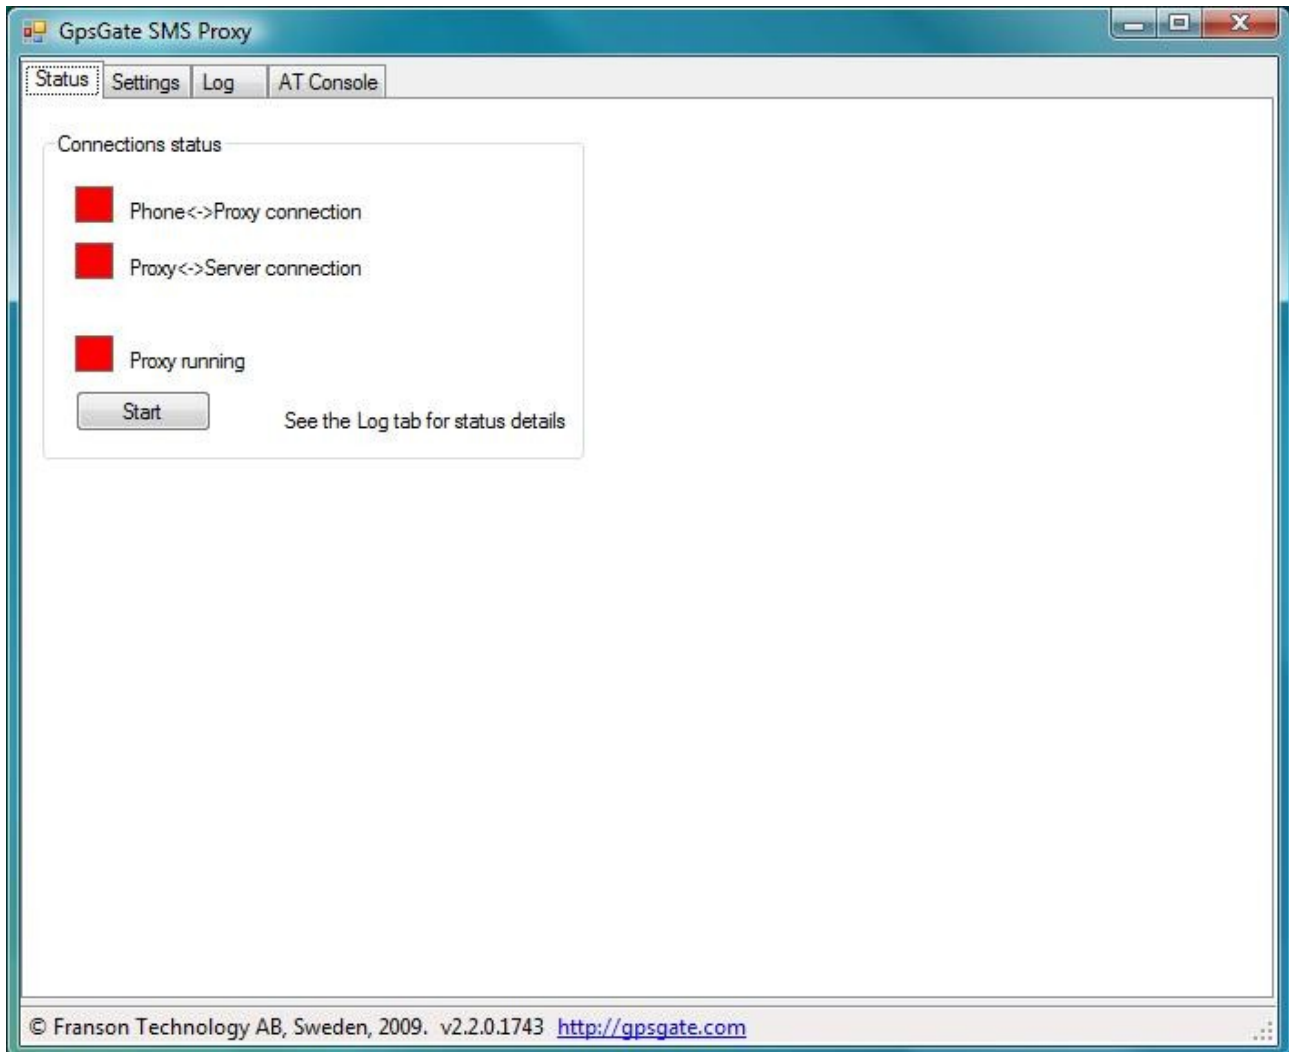 GpsGate SMS Proxy
Status Settings Log AT Console
Connections status
Phone<->Proxy connection
Proxy<->Server connection
Proxy running
Start See the Log tab for status details
© Franson Technology AB, Sweden, 2009. v2.2.0.1743 http://gpsgate.com